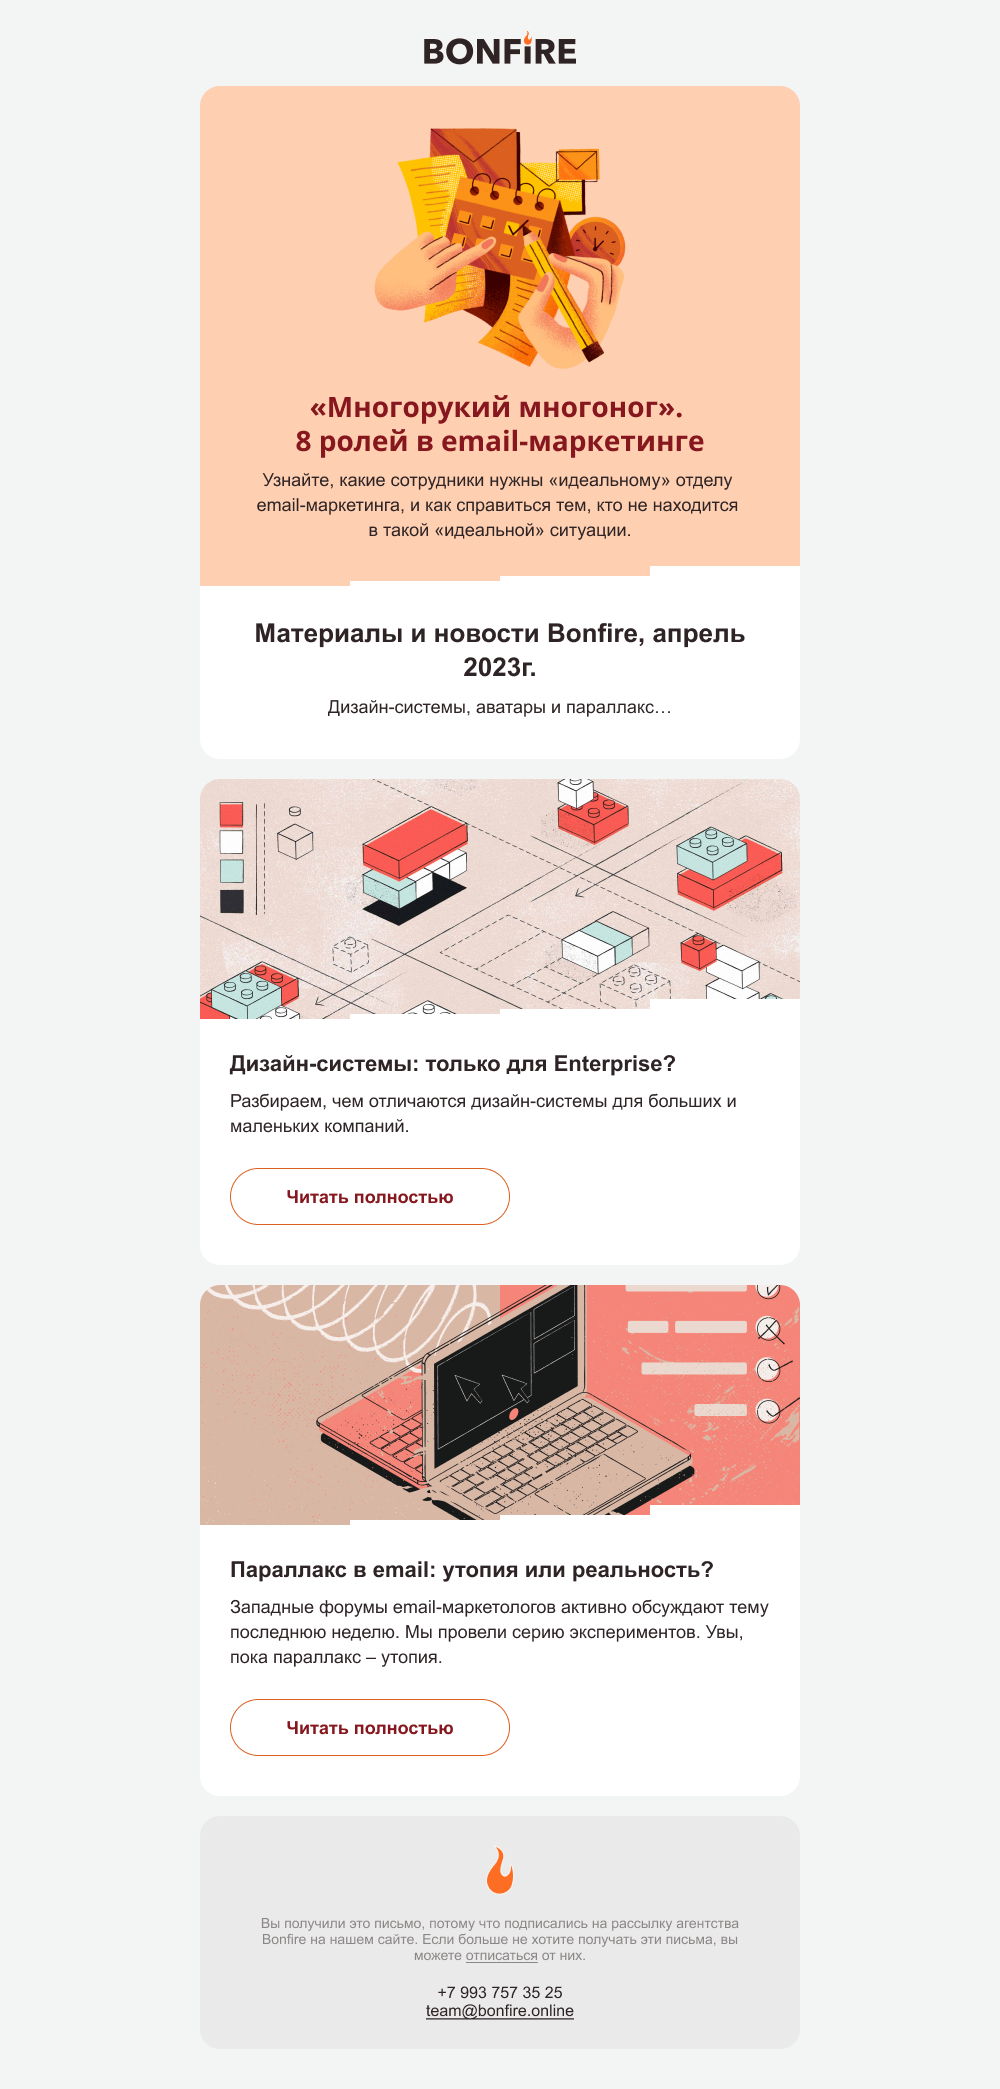 BONFiRE
«Многорукий многоног».
8 ролей в email-маркетинге
Узнайте, какие сотрудники нужны «идеальному» отделу
email-маркетинга, и как справиться тем, кто не находится
в такой «идеальной» ситуации.
Материалы и новости Bonfire, апрель
2023г.
Дизайн-системы, аватары и параллакс…
Дизайн-системы: только для Enterprise?
Разбираем, чем отличаются дизайн-системы для больших и
маленьких компаний.
Читать полностью
Параллакс в email: утопия или реальность?
Западные форумы email-маркетологов активно обсуждают тему
последнюю неделю. Мы провели серию экспериментов. Увы,
пока параллакс – утопия.
Читать полностью
Вы получили это письмо, потому что подписались на рассылку агентства
Bonfire на нашем сайте. Если больше не хотите получать эти письма, вы
можете отписаться от них.
+7 993 757 35 25
team@bonfire.online